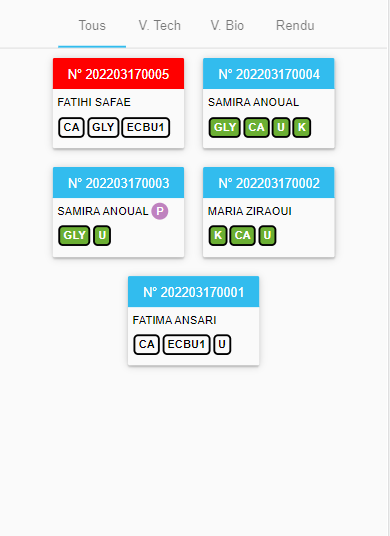 Tous V. Tech V. Bio Rendu
N° 202203170005
FATIHI SAFAE
CA GLY ECBU1
N° 202203170004
SAMIRA ANOUAL
GLY CA U K
N° 202203170003
SAMIRA ANOUAL P
GLY U
N° 202203170002
MARIA ZIRAOUI
K CA U
N° 202203170001
FATIMA ANSARI
CA ECBU1 U